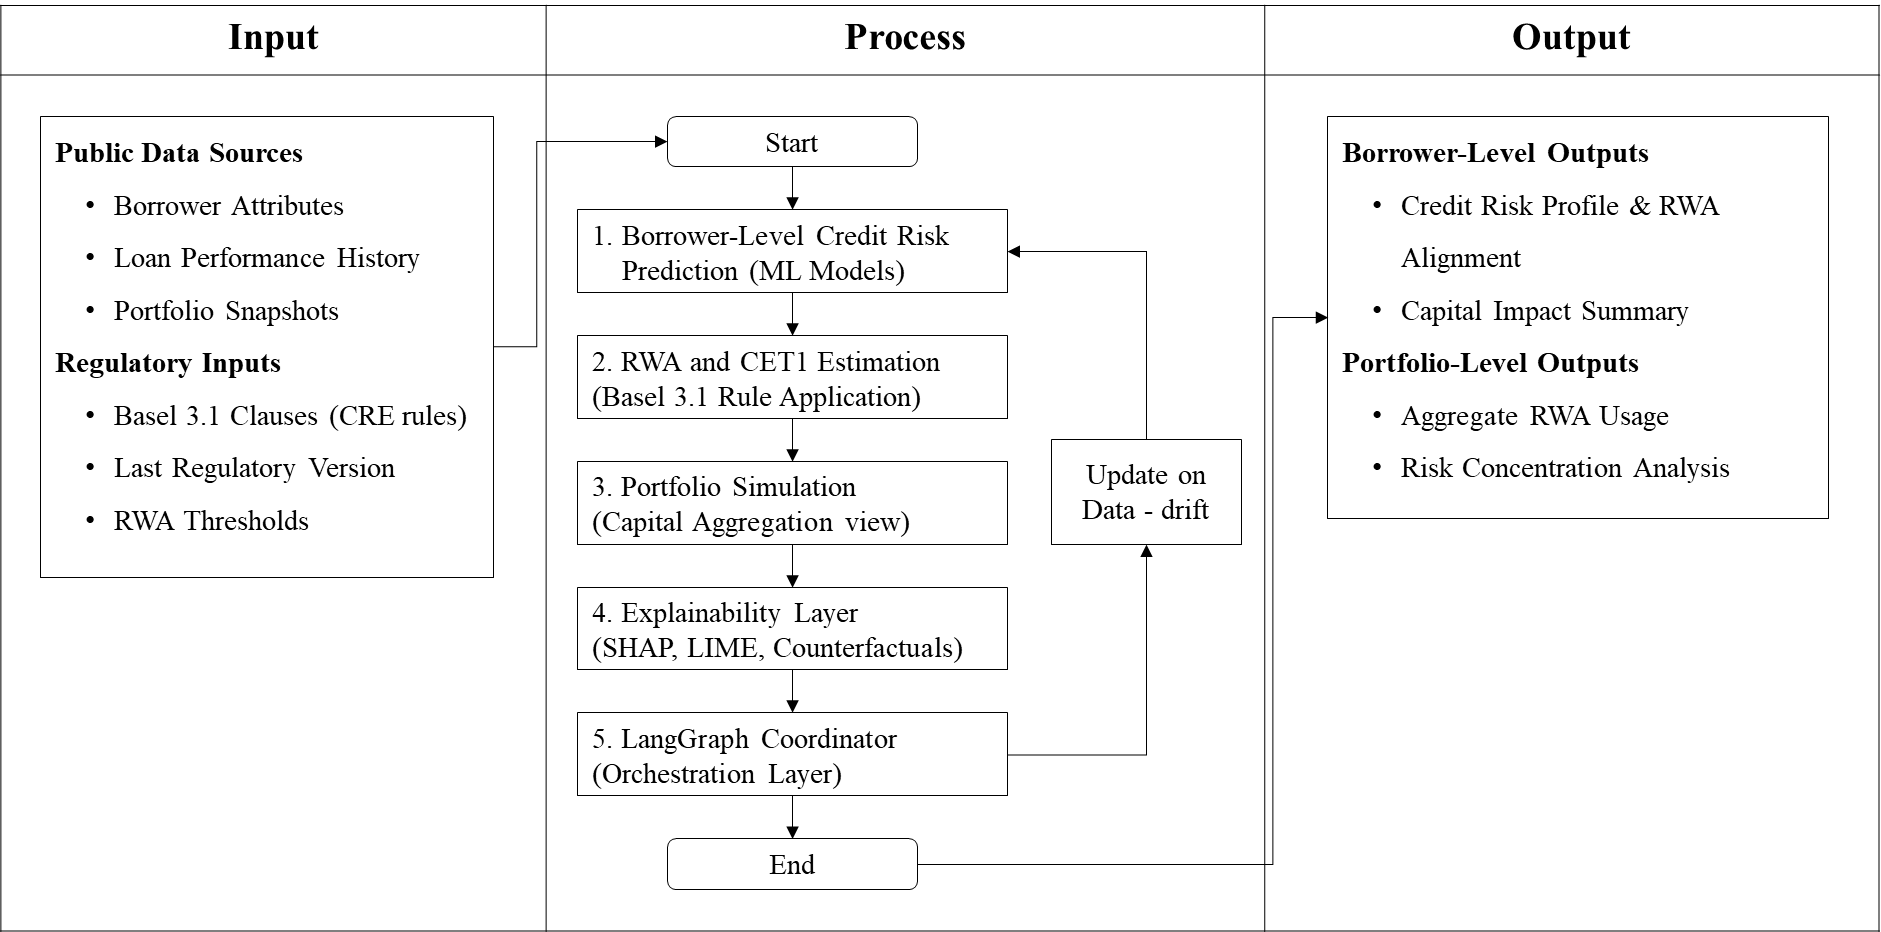 Input
Process
Output
Public Data Sources
• Borrower Attributes
• Loan Performance History
• Portfolio Snapshots
Regulatory Inputs
• Basel 3.1 Clauses (CRE rules)
• Last Regulatory Version
• RWA Thresholds
Start
1. Borrower-Level Credit Risk
Prediction (ML Models)
2. RWA and CET1 Estimation
(Basel 3.1 Rule Application)
3. Portfolio Simulation
(Capital Aggregation view)
4. Explainability Layer
(SHAP, LIME, Counterfactuals)
5. LangGraph Coordinator
(Orchestration Layer)
End
Update on
Data - drift
Borrower-Level Outputs
• Credit Risk Profile & RWA
Alignment
• Capital Impact Summary
Portfolio-Level Outputs
• Aggregate RWA Usage
• Risk Concentration Analysis